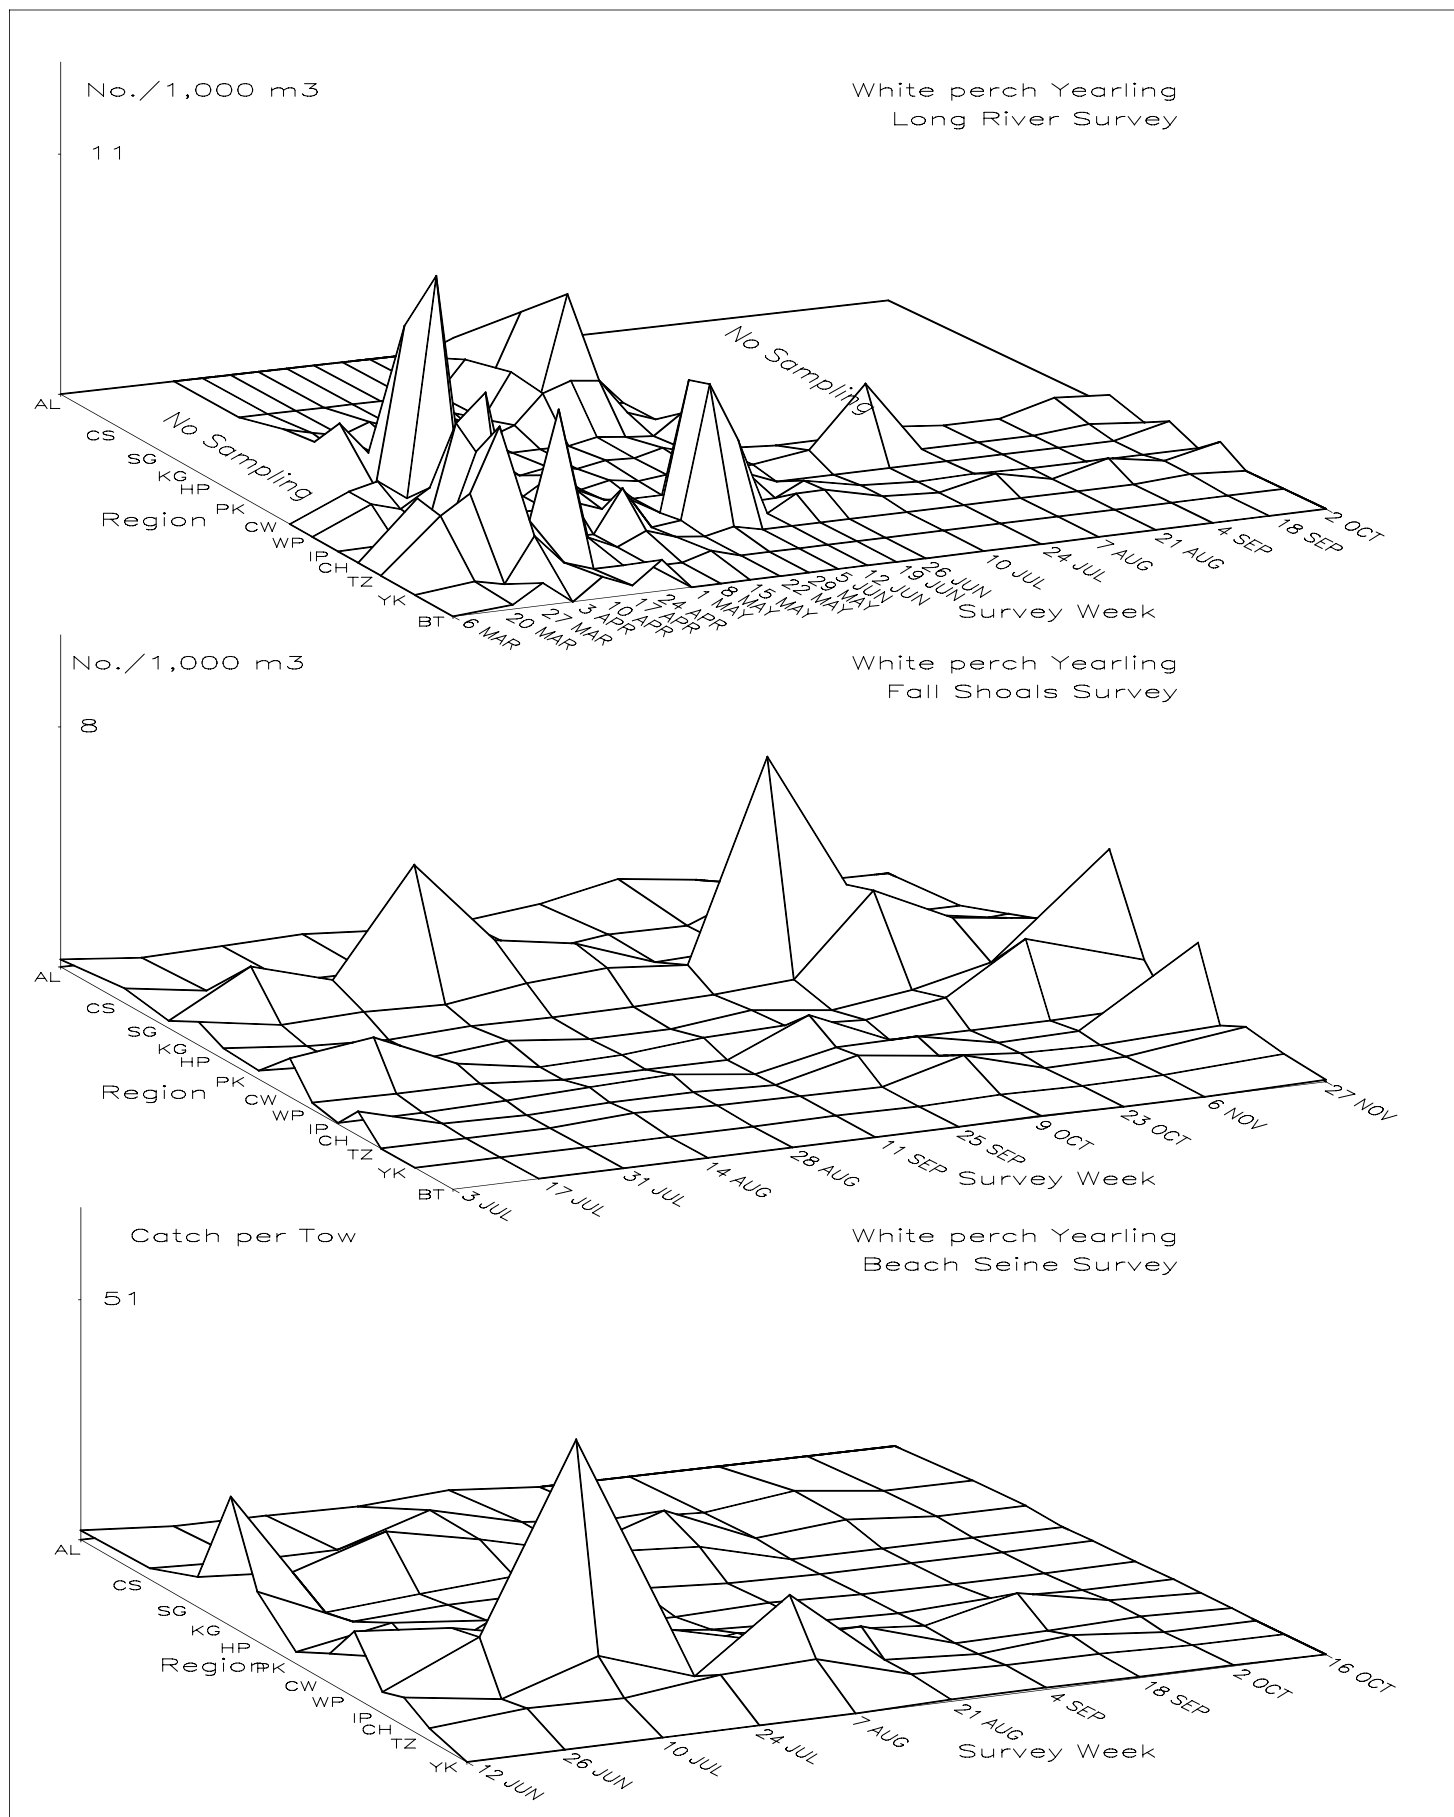 No./1,000 m3
White perch Yearling
Long River Survey
11
No Sampling
No Sampling
AL
CS
SG
KG
HP
PK
CW
WP
IP
CH
TZ
YK
BT
Region
6 MAR
20 MAR
27 MAR
3 APR
10 APR
17 APR
24 APR
1 MAY
8 MAY
15 MAY
22 MAY
29 MAY
5 JUN
12 JUN
19 JUN
26 JUN
10 JUL
24 JUL
7 AUG
21 AUG
4 SEP
18 SEP
2 OCT
Survey Week
No./1,000 m3
White perch Yearling
Fall Shoals Survey
8
AL
CS
SG
KG
HP
PK
CW
WP
IP
CH
TZ
YK
BT
Region
3 JUL
17 JUL
31 JUL
14 AUG
28 AUG
11 SEP
25 SEP
9 OCT
23 OCT
6 NOV
27 NOV
Survey Week
Catch per Tow
White perch Yearling
Beach Seine Survey
51
AL
CS
SG
KG
HP
PK
CW
WP
IP
CH
TZ
YK
Region
12 JUN
26 JUN
10 JUL
24 JUL
7 AUG
21 AUG
4 SEP
18 SEP
2 OCT
16 OCT
Survey Week